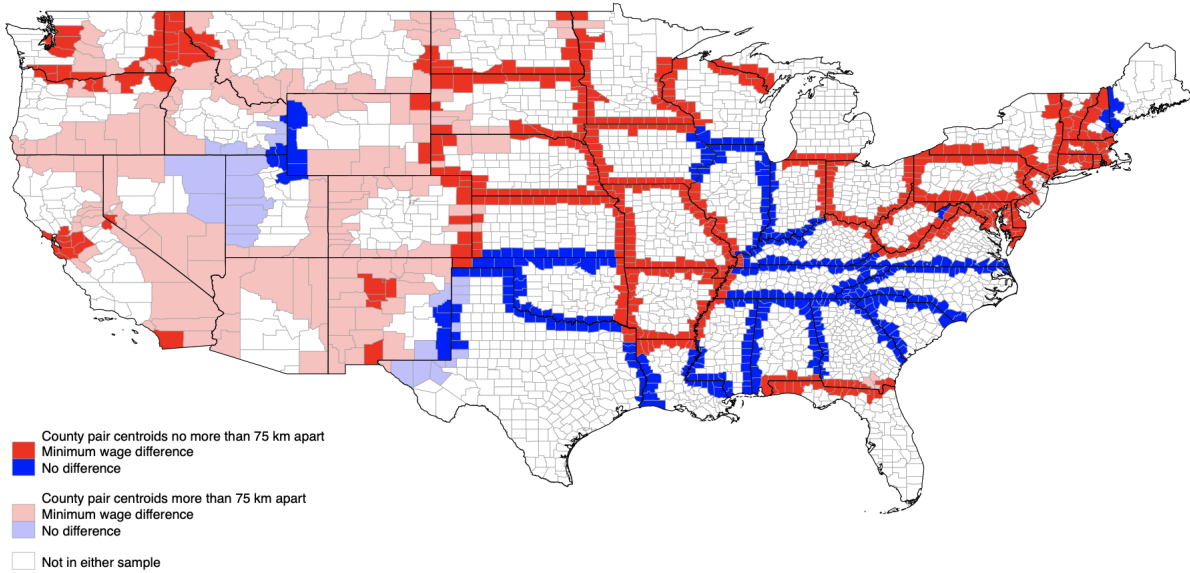 County pair centroids no more than 75 km apart
Minimum wage difference
No difference
County pair centroids more than 75 km apart
Minimum wage difference
No difference
Not in either sample